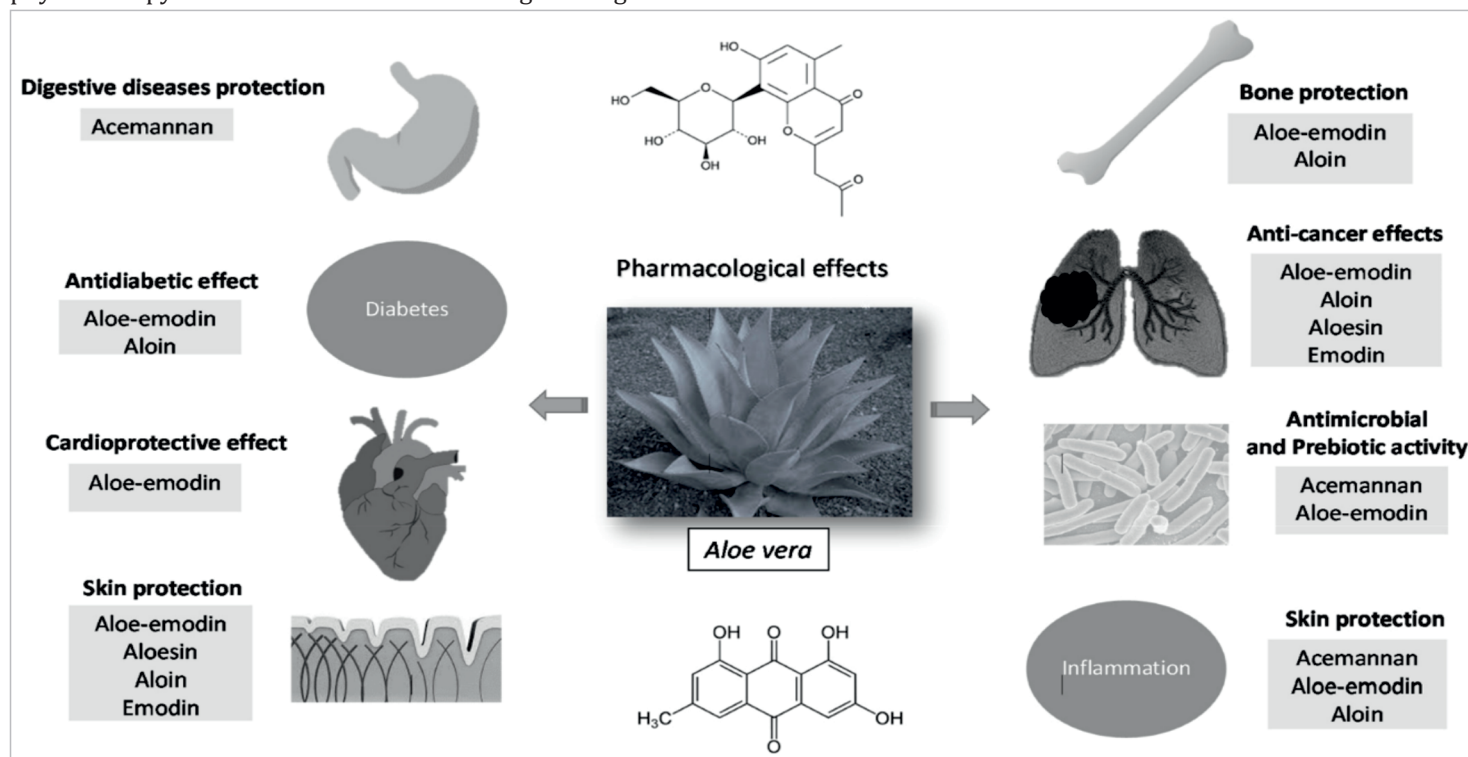 Digestive diseases protection
Acemannan
Antidiabetic effect
Aloe-emodin
Aloin
Diabetes
Cardioprotective effect
Aloe-emodin
Skin protection
Aloe-emodin
Aloesin
Aloin
Emodin
HO
O
O
HO
O
HO
OH
OH
O
Pharmacological effects
Aloe vera
OH
O
OH
H₃C
OH
O
Bone protection
Aloe-emodin
Aloin
Anti-cancer effects
Aloe-emodin
Aloin
Aloesin
Emodin
Antimicrobial
and Prebiotic activity
Acemannan
Aloe-emodin
Inflammation
Skin protection
Acemannan
Aloe-emodin
Aloin